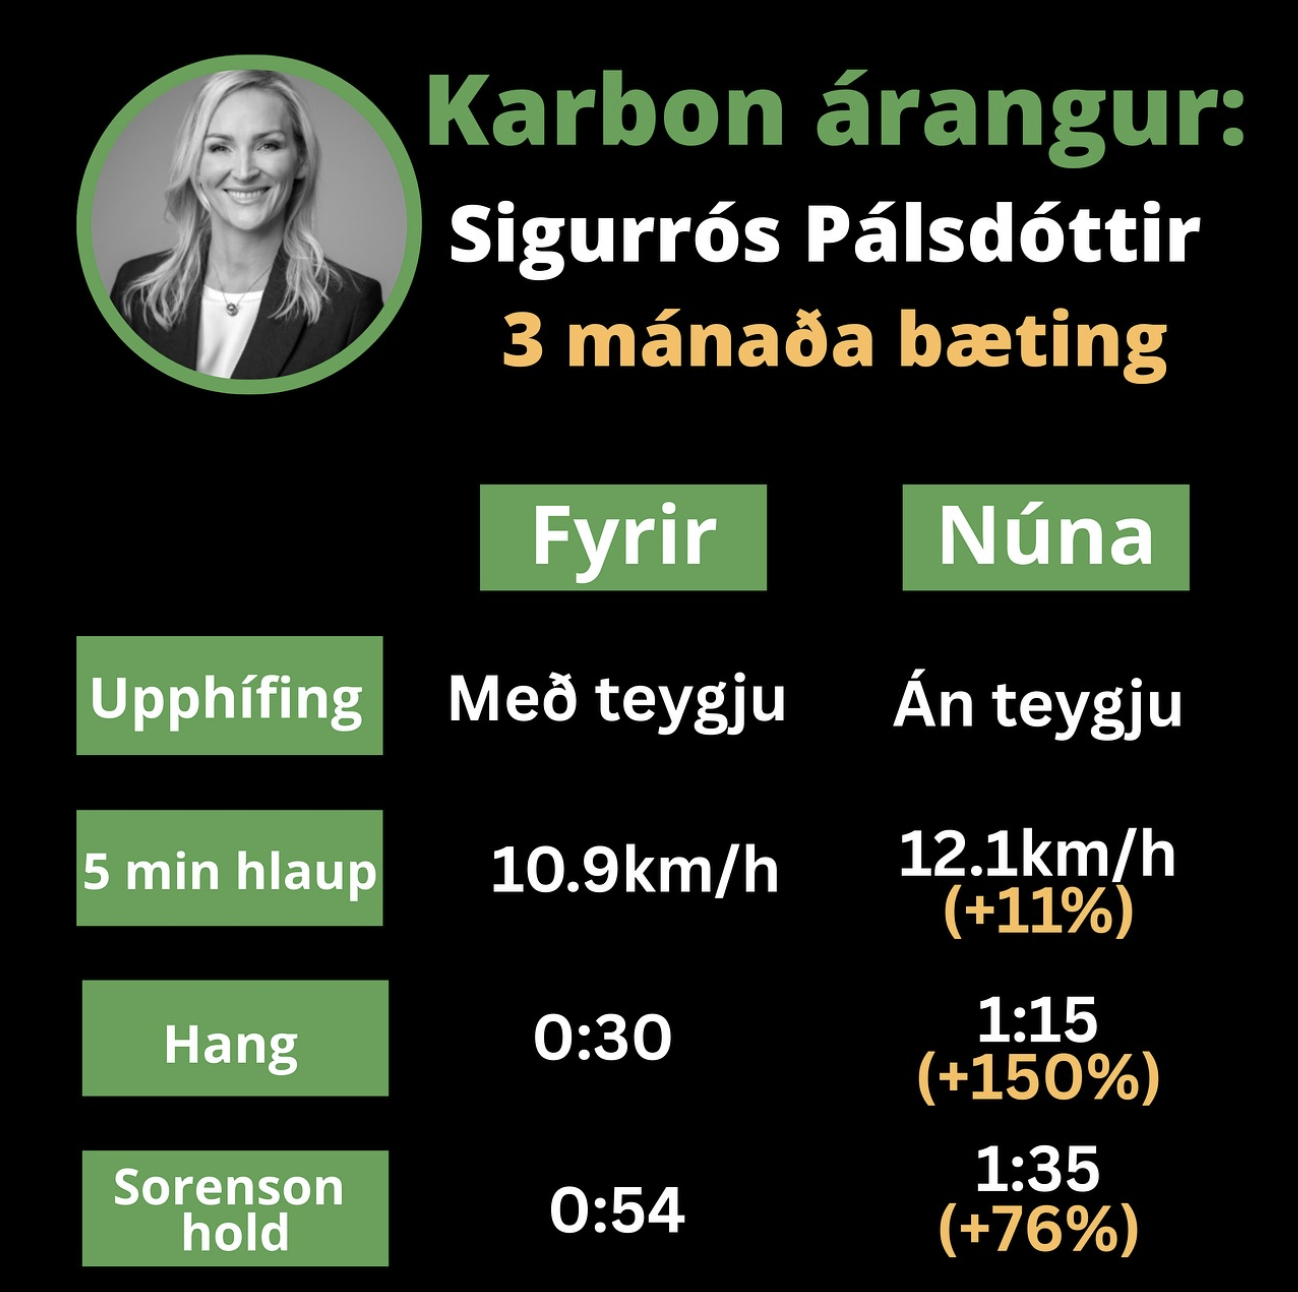 Karbon árangur:
Sigurrós Pálsdóttir
3 mánaða bæting
Fyrir Núna
Upphífing Með teygju Án teygju
5 min hlaup 10.9km/h 12.1km/h
(+11%)
Hang 0:30 1:15
(+150%)
Sorenson
hold 0:54 1:35
(+76%)